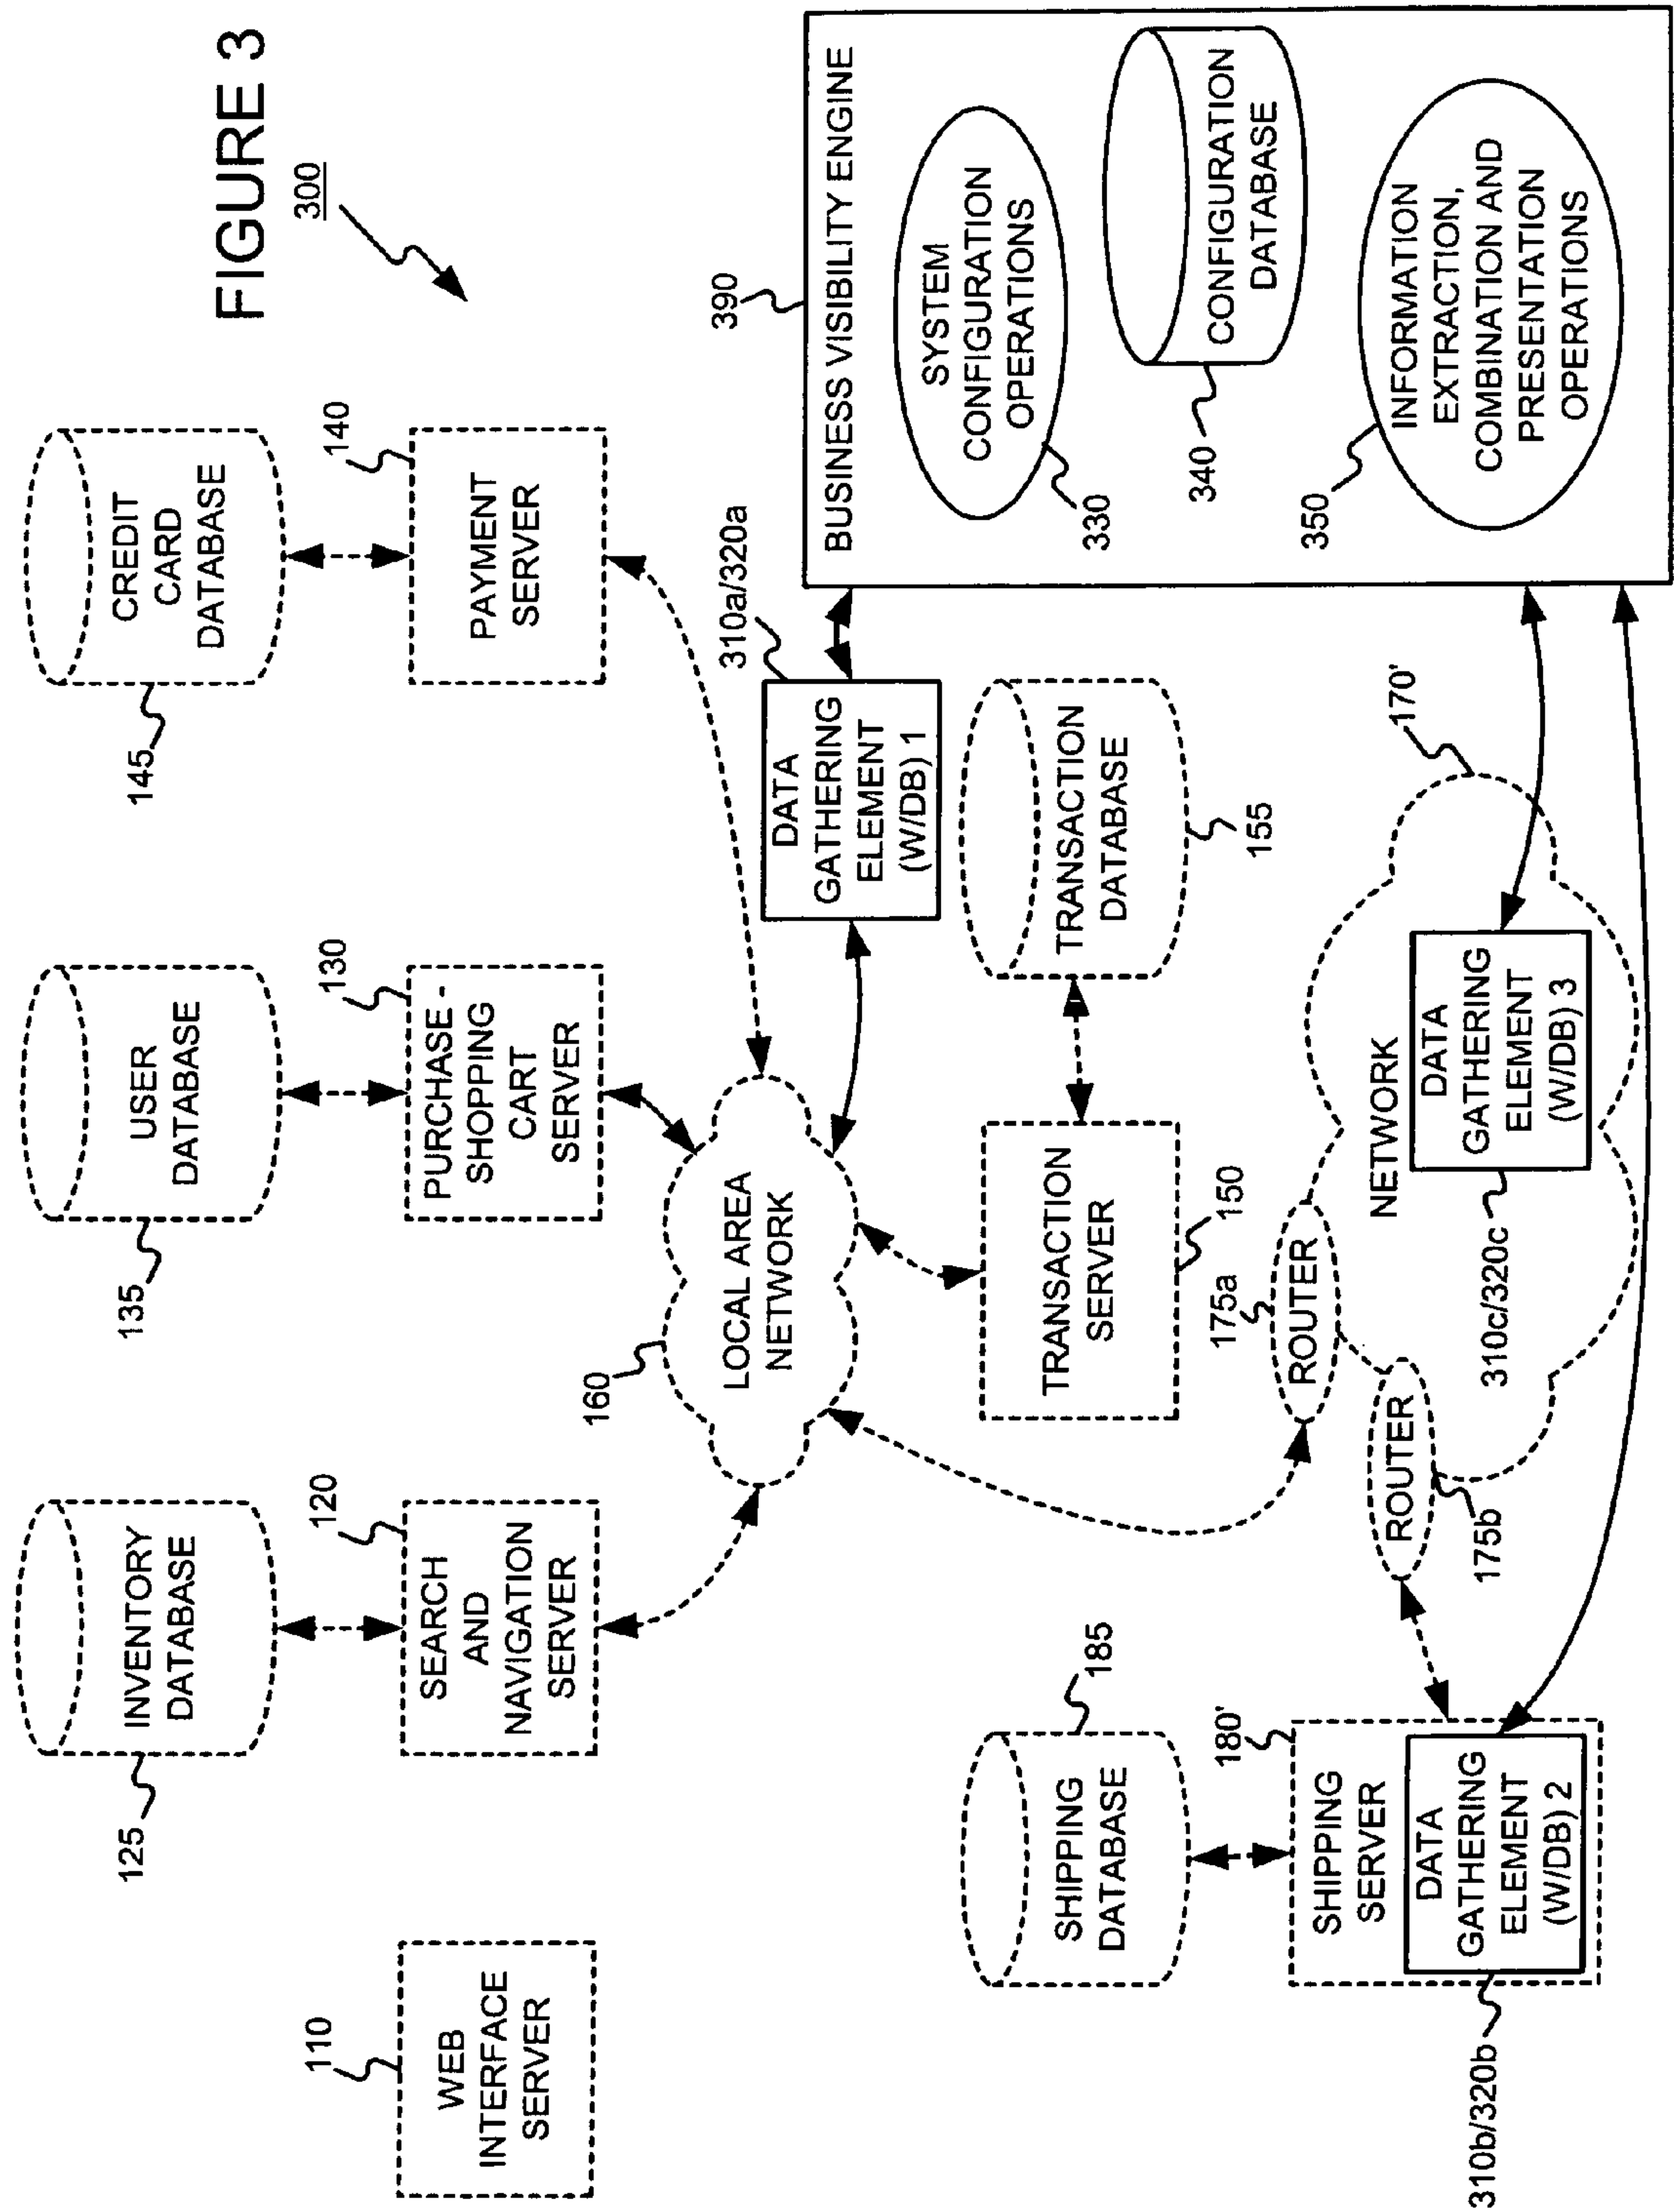 FIGURE 3
300
110
WEB
INTERFACE
SERVER
INVENTORY
DATABASE
125
120
SEARCH
AND
NAVIGATION
SERVER
USER
DATABASE
135
130
PURCHASE -
SHOPPING
CART
SERVER
CREDIT
CARD
DATABASE
145
140
PAYMENT
SERVER
160
LOCAL AREA
NETWORK
310a/320a
DATA
GATHERING
ELEMENT
(W/DB) 1
TRANSACTION
DATABASE
155
TRANSACTION
SERVER
150
SHIPPING
DATABASE
185
180'
SHIPPING
SERVER
DATA
GATHERING
ELEMENT
(W/DB) 2
310b/320b
175a
ROUTER
ROUTER
175b
170'
NETWORK
DATA
GATHERING
ELEMENT
(W/DB) 3
310c/320c
390
BUSINESS VISIBILITY ENGINE
SYSTEM
CONFIGURATION
OPERATIONS
330
CONFIGURATION
DATABASE
340
INFORMATION
EXTRACTION,
COMBINATION AND
PRESENTATION
OPERATIONS
350